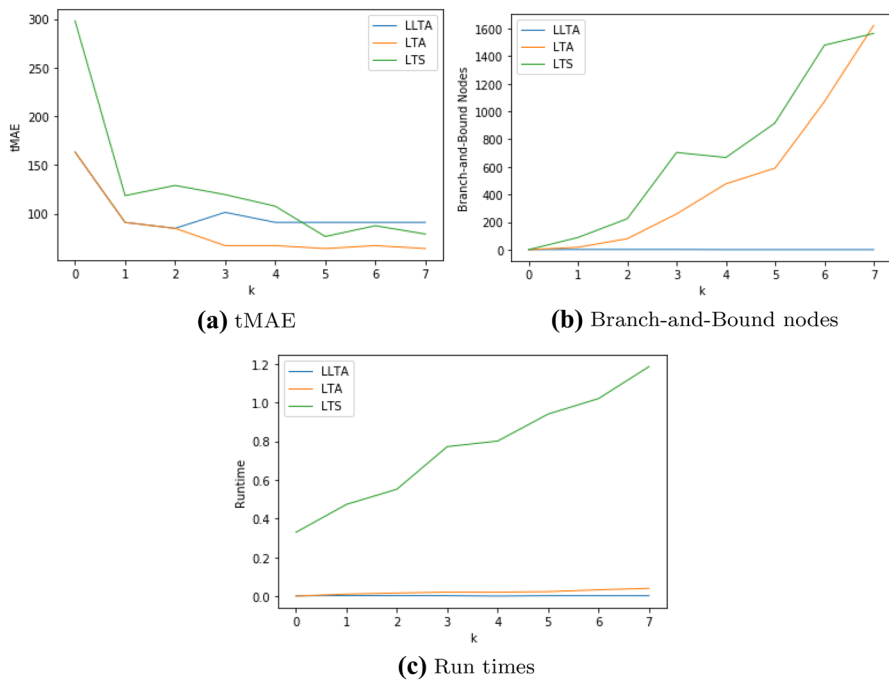 300
250
200
150
100
tMAE
0 1 2 3 4 5 6 7
k
LLTA
LTA
LTS
(a) tMAE
1600
1400
1200
1000
800
600
400
200
0
Branch-and-Bound Nodes
0 1 2 3 4 5 6 7
k
LLTA
LTA
LTS
(b) Branch-and-Bound nodes
1.2
1.0
0.8
0.6
0.4
0.2
0.0
Runtime
0 1 2 3 4 5 6 7
k
LLTA
LTA
LTS
(c) Run times